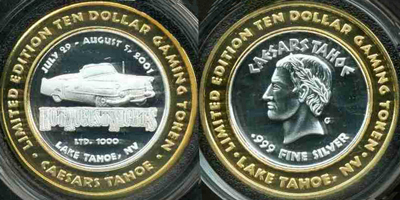 LIMITED EDITION TEN DOLLAR GAMING TOKEN
• CAESARS TAHOE •
JULY 29 - AUGUST 5, 2001
HOT AUGUST NIGHTS
LTD. 1000
LAKE TAHOE, NV
LIMITED EDITION TEN DOLLAR GAMING TOKEN
• LAKE TAHOE, NV •
CAESARS TAHOE
.999 FINE SILVER